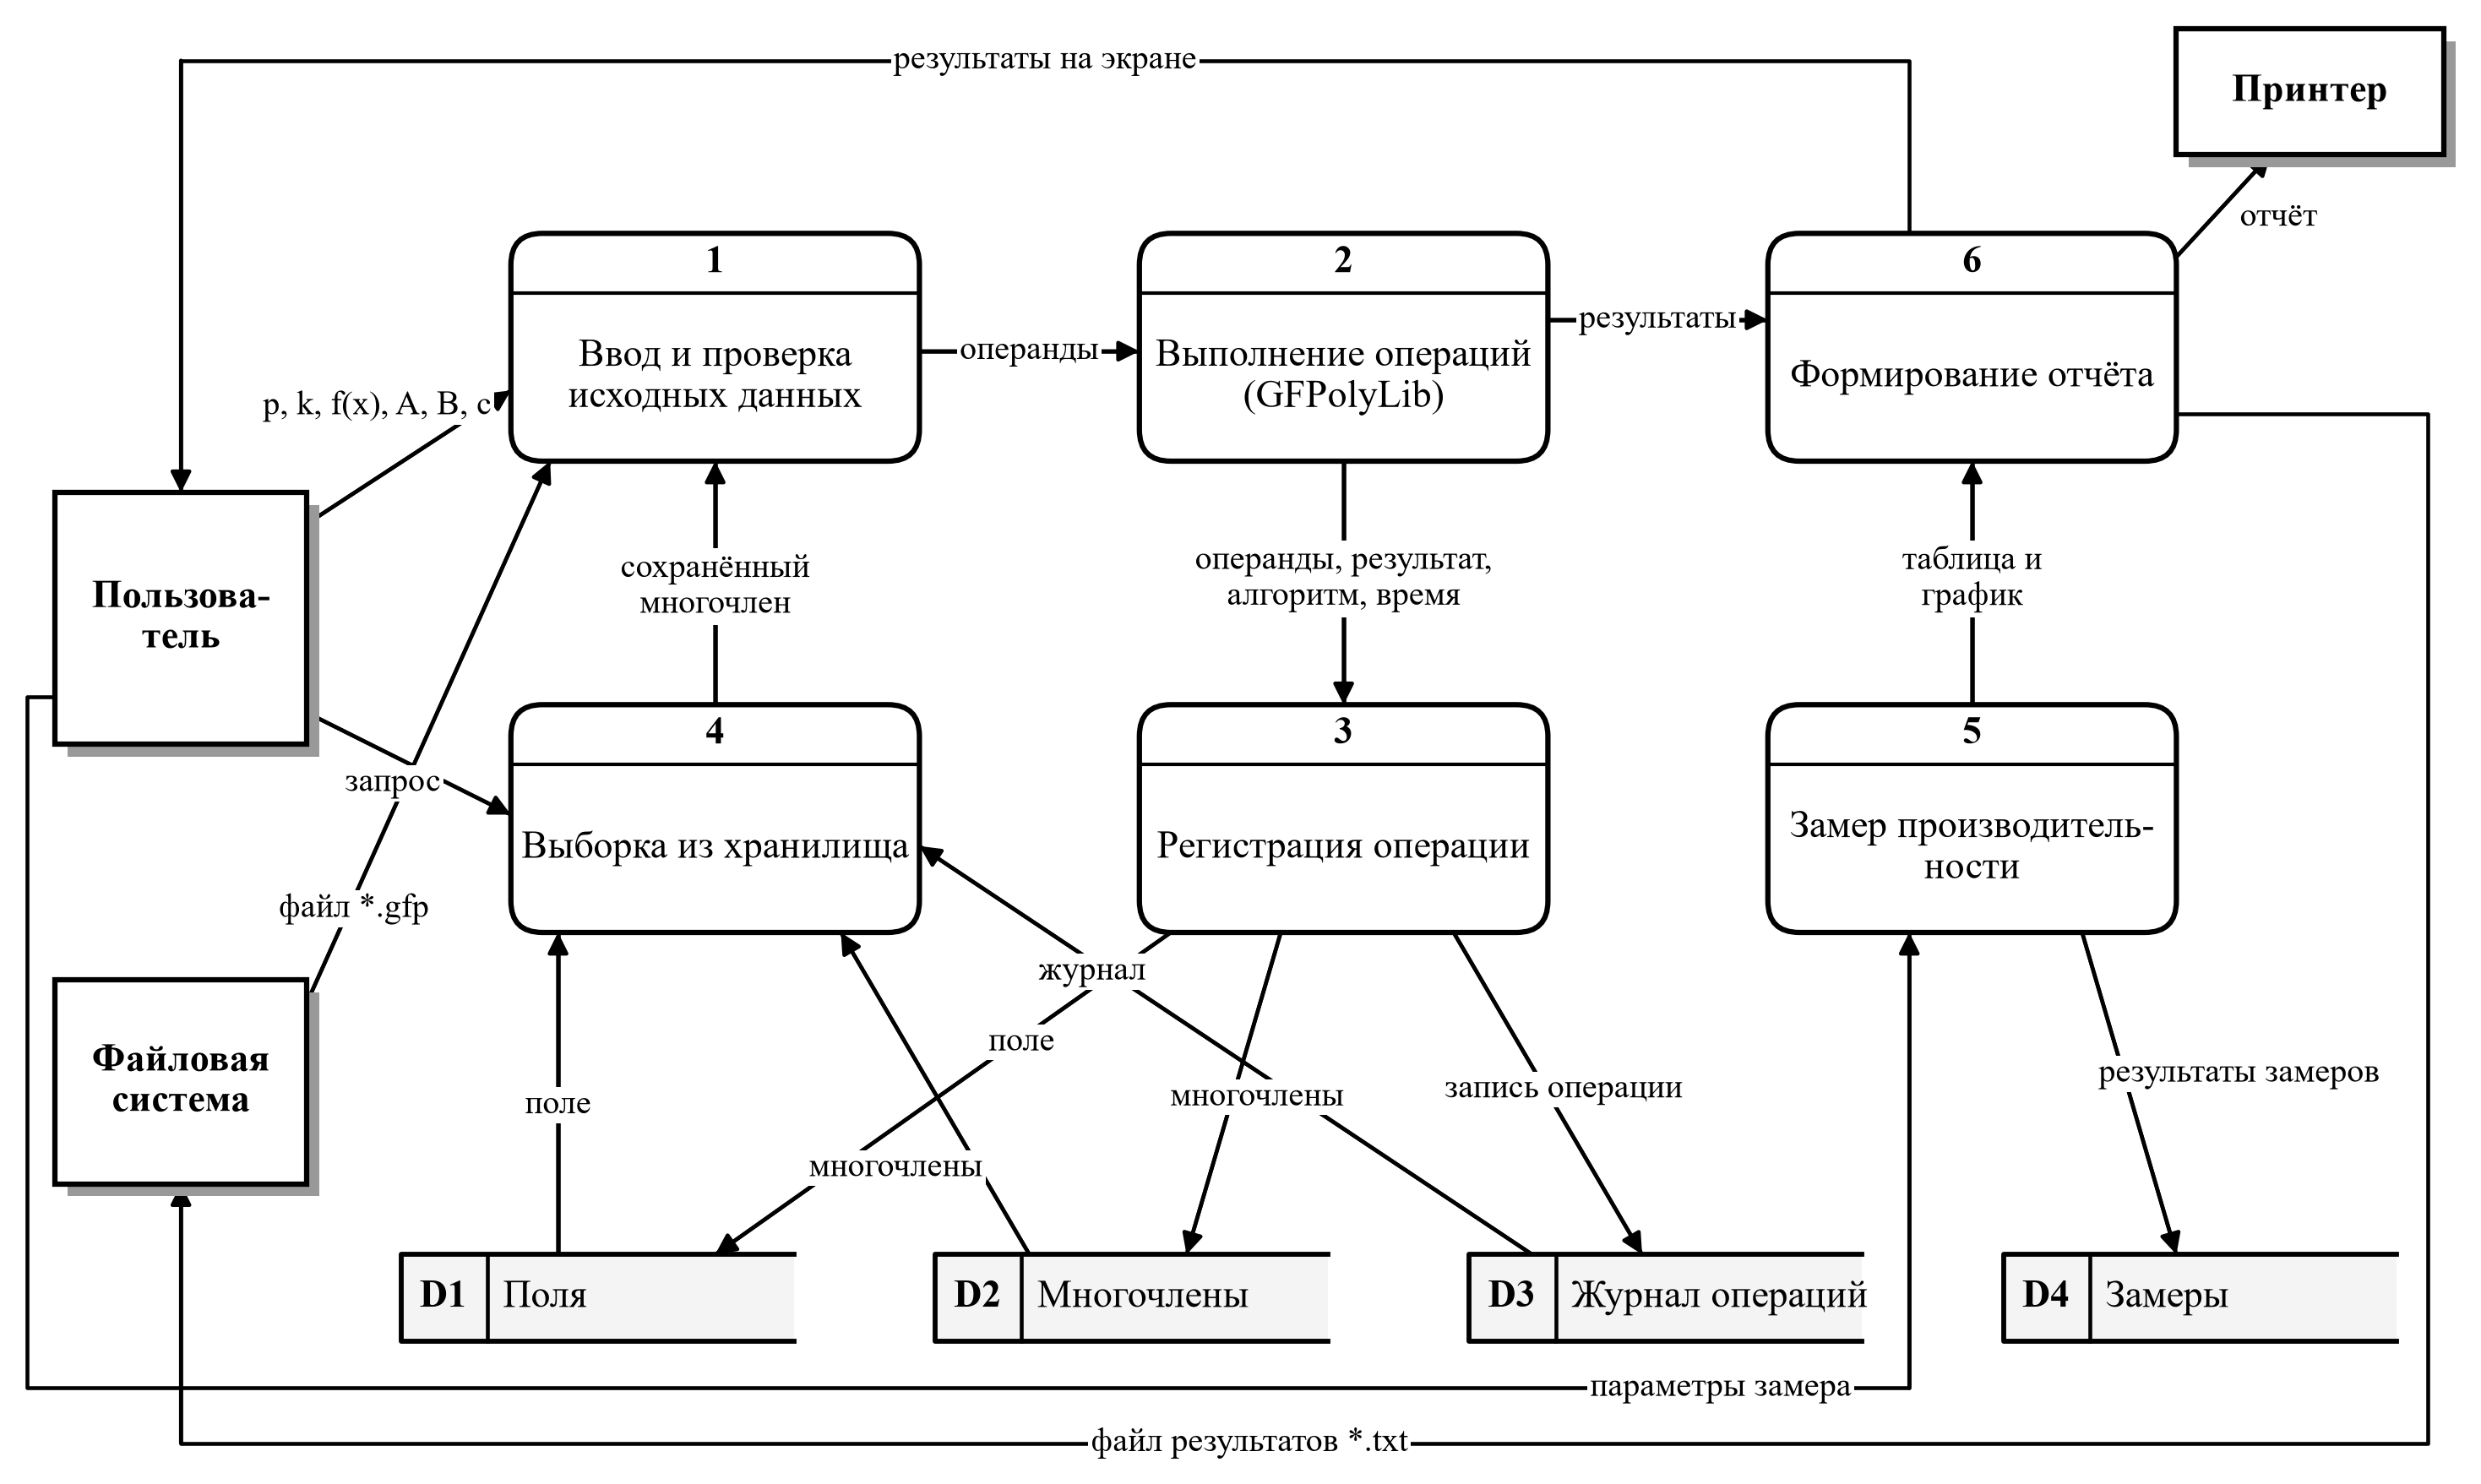 результаты на экране
Принтер
отчёт
1
Ввод и проверка
исходных данных
операнды
2
Выполнение операций
(GFPolyLib)
результаты
6
Формирование отчёта
p, k, f(x), A, B, c
Пользова-
тель
сохранённый
многочлен
операнды, результат,
алгоритм, время
таблица и
график
запрос
4
Выборка из хранилища
3
Регистрация операции
5
Замер производитель-
ности
файл *.gfp
журнал
поле
Файловая
система
поле
многочлены
запись операции
результаты замеров
многочлены
D1
Поля
D2
Многочлены
D3
Журнал операций
D4
Замеры
параметры замера
файл результатов *.txt